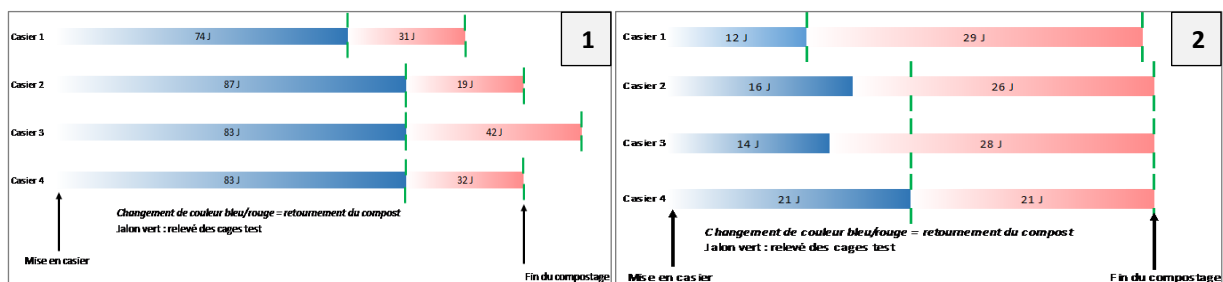 1
Casier 1 74 J 31 J
Casier 2 87 J 19 J
Casier 3 83 J 42 J
Casier 4 83 J 32 J
Changement de couleur bleu/rouge = retournement du compost
Jalon vert : relevé des cages test
Mise en casier
Fin du compostage
2
Casier 1 12 J 29 J
Casier 2 16 J 26 J
Casier 3 14 J 28 J
Casier 4 21 J 21 J
Changement de couleur bleu/rouge = retournement du compost
Jalon vert : relevé des cages test
Mise en casier
Fin du compostage